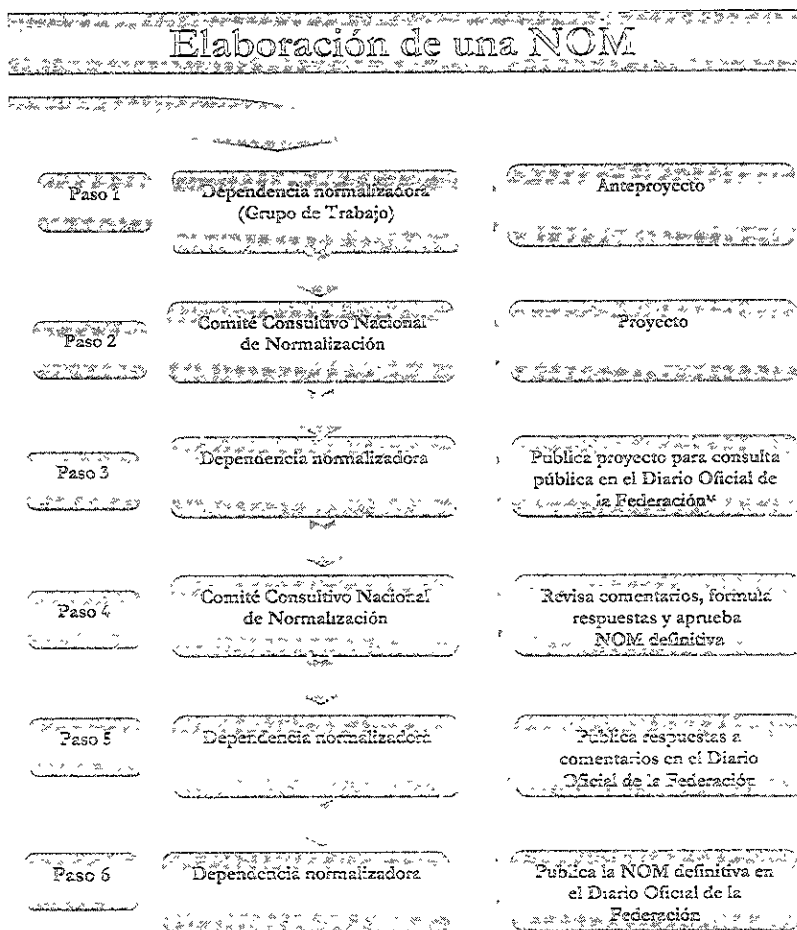 Elaboración de una NOM
Paso 1
Dependencia normalizadora
(Grupo de Trabajo)
Anteproyecto
Paso 2
Comité Consultivo Nacional
de Normalización
Proyecto
Paso 3
Dependencia normalizadora
Publica proyecto para consulta
pública en el Diario Oficial de
la Federación
Paso 4
Comité Consultivo Nacional
de Normalización
Revisa comentarios, formula
respuestas y aprueba
NOM definitiva
Paso 5
Dependencia normalizadora
Publica respuestas a
comentarios en el Diario
Oficial de la Federación
Paso 6
Dependencia normalizadora
Publica la NOM definitiva en
el Diario Oficial de la
Federación